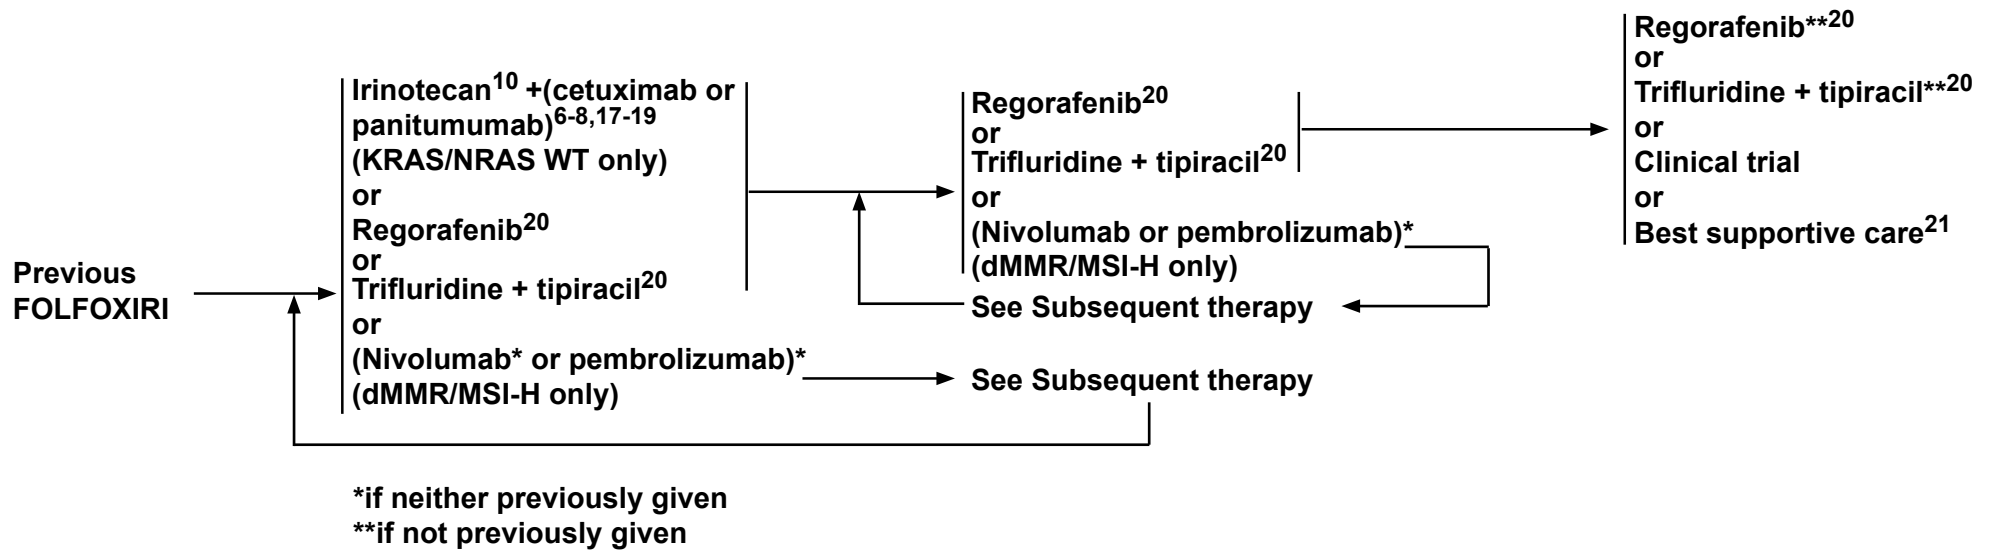 Previous
FOLFOXIRI
Irinotecan10 +(cetuximab or
panitumumab)6-8,17-19
(KRAS/NRAS WT only)
or
Regorafenib20
or
Trifluridine + tipiracil20
or
(Nivolumab* or pembrolizumab)*
(dMMR/MSI-H only)
Regorafenib20
or
Trifluridine + tipiracil20
or
(Nivolumab or pembrolizumab)*
(dMMR/MSI-H only)
See Subsequent therapy
See Subsequent therapy
Regorafenib**20
or
Trifluridine + tipiracil**20
or
Clinical trial
or
Best supportive care21
*if neither previously given
**if not previously given